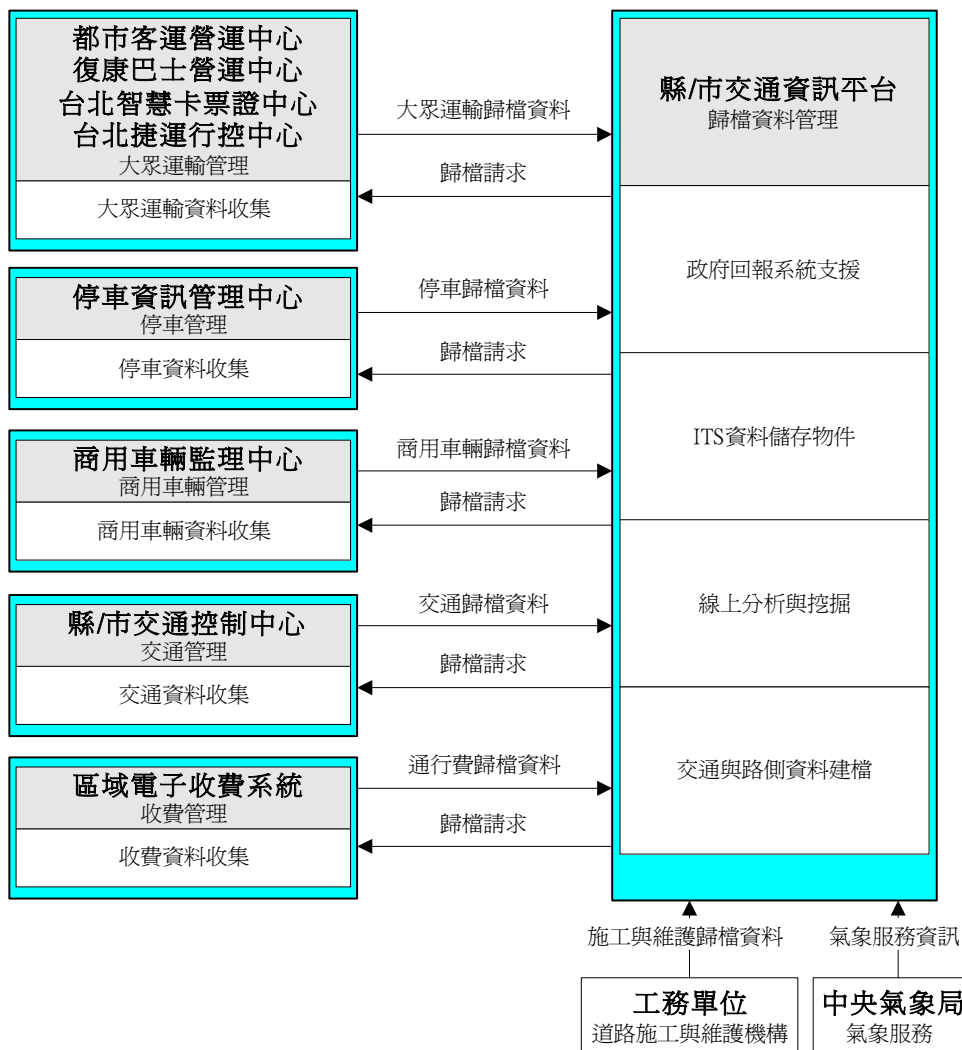 都市客運營運中心
復康巴士營運中心
台北智慧卡票證中心
台北捷運行控中心
大眾運輸管理
大眾運輸資料收集
大眾運輸歸檔資料
歸檔請求
停車資訊管理中心
停車管理
停車資料收集
停車歸檔資料
歸檔請求
商用車輛監理中心
商用車輛管理
商用車輛資料收集
商用車輛歸檔資料
歸檔請求
縣/市交通控制中心
交通管理
交通資料收集
交通歸檔資料
歸檔請求
區域電子收費系統
收費管理
收費資料收集
通行費歸檔資料
歸檔請求
縣/市交通資訊平台
歸檔資料管理
政府回報系統支援
ITS資料儲存物件
線上分析與挖掘
交通與路側資料建檔
施工與維護歸檔資料
氣象服務資訊
工務單位
道路施工與維護機構
中央氣象局
氣象服務